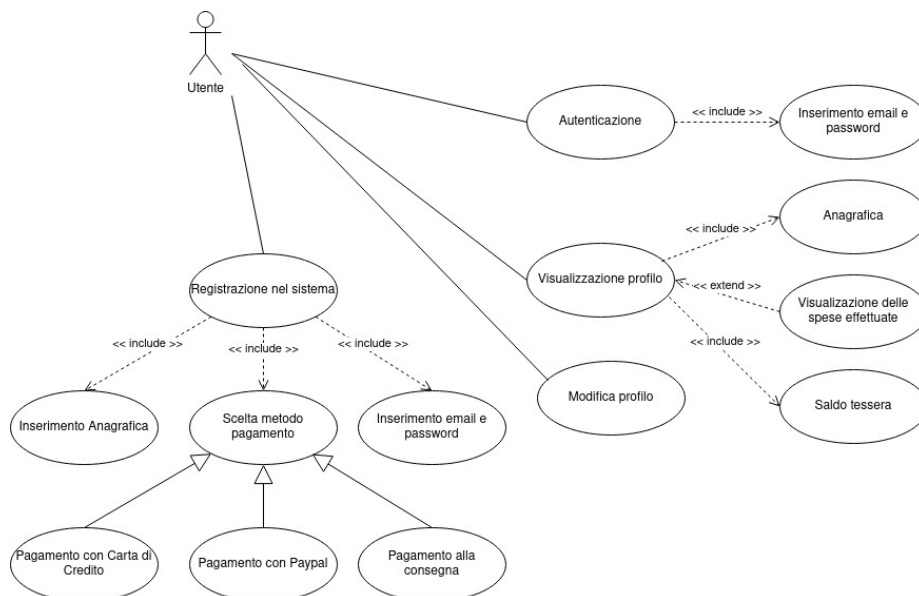 Utente
Autenticazione
<< include >>
Inserimento email e
password
Anagrafica
<< include >>
Visualizzazione profilo
<< extend >>
Visualizazione delle
spese effettuate
<< include >>
Saldo tessera
Modifica profilo
Registrazione nel sistema
<< include >>
<< include >>
<< include >>
Inserimento Anagrafica
Scelta metodo
pagamento
Inserimento email e
password
Pagamento con Carta di
Credito
Pagamento con Paypal
Pagamento alla
consegna